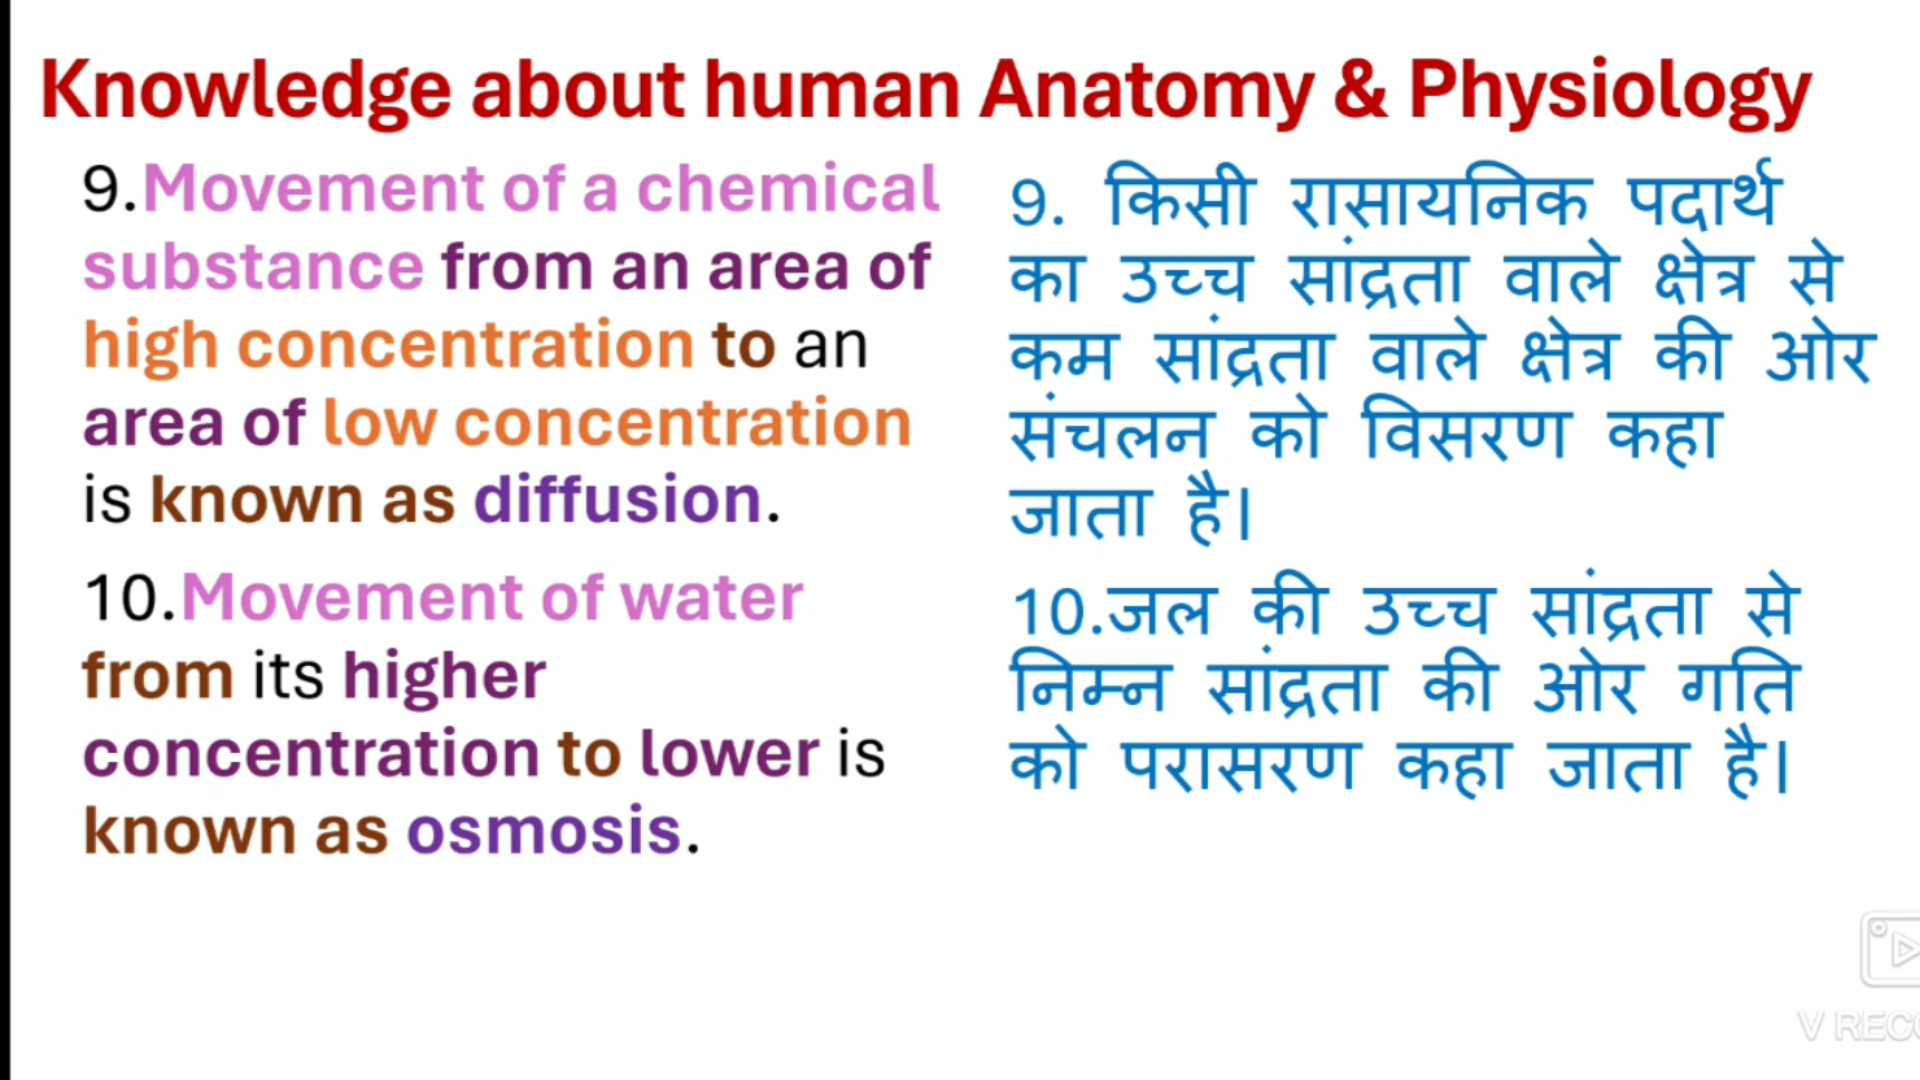 Knowledge about human Anatomy & Physiology
9.Movement of a chemical
substance from an area of
high concentration to an
area of low concentration
is known as diffusion.
10.Movement of water
from its higher
concentration to lower is
known as osmosis.
9. किसी रासायनिक पदार्थ
का उच्च सांद्रता वाले क्षेत्र से
कम सांद्रता वाले क्षेत्र की ओर
संचलन को विसरण कहा
जाता है।
10.जल की उच्च सांद्रता से
निम्न सांद्रता की ओर गति
को परासरण कहा जाता है।
V REC